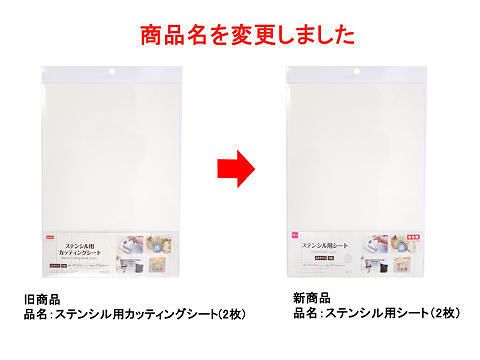 商品名を変更しました
ステンシル用
カッティングシート
ステンシル用シート
旧商品
品名：ステンシル用カッティングシート（2枚）
新商品
品名：ステンシル用シート（2枚）